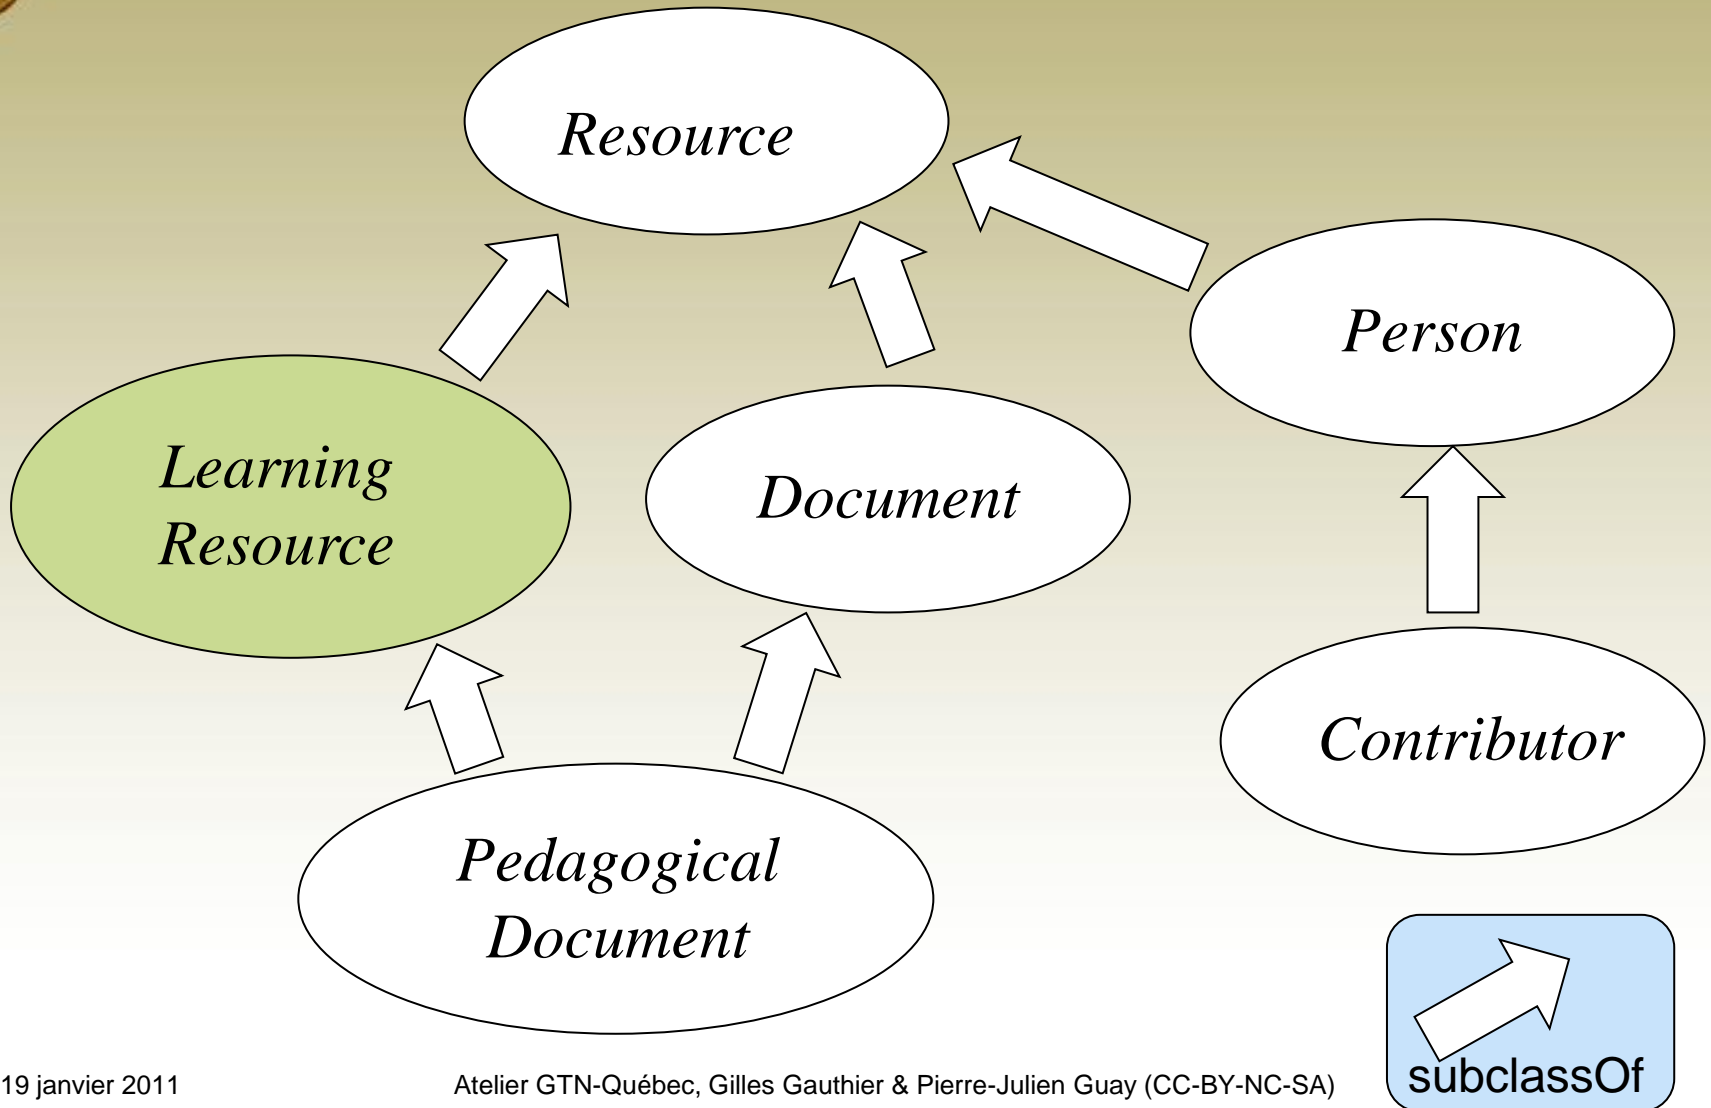 Resource
Person
Learning
Resource
Document
Contributor
Pedagogical
Document
subclassOf
19 janvier 2011
Atelier GTN-Québec, Gilles Gauthier & Pierre-Julien Guay (CC-BY-NC-SA)